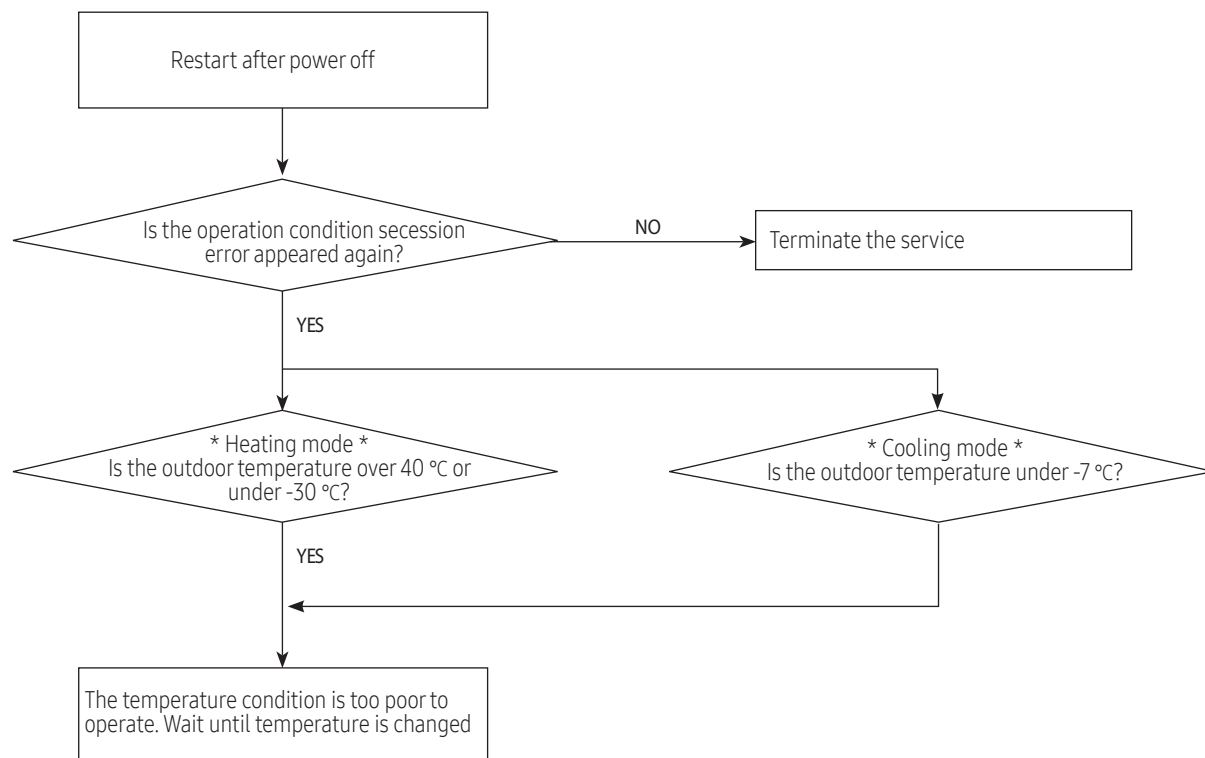 Restart after power off
Is the operation condition secession
error appeared again?
NO
Terminate the service
YES
* Heating mode *
Is the outdoor temperature over 40 °C or
under -30 °C?
* Cooling mode *
Is the outdoor temperature under -7 °C?
YES
The temperature condition is too poor to
operate. Wait until temperature is changed